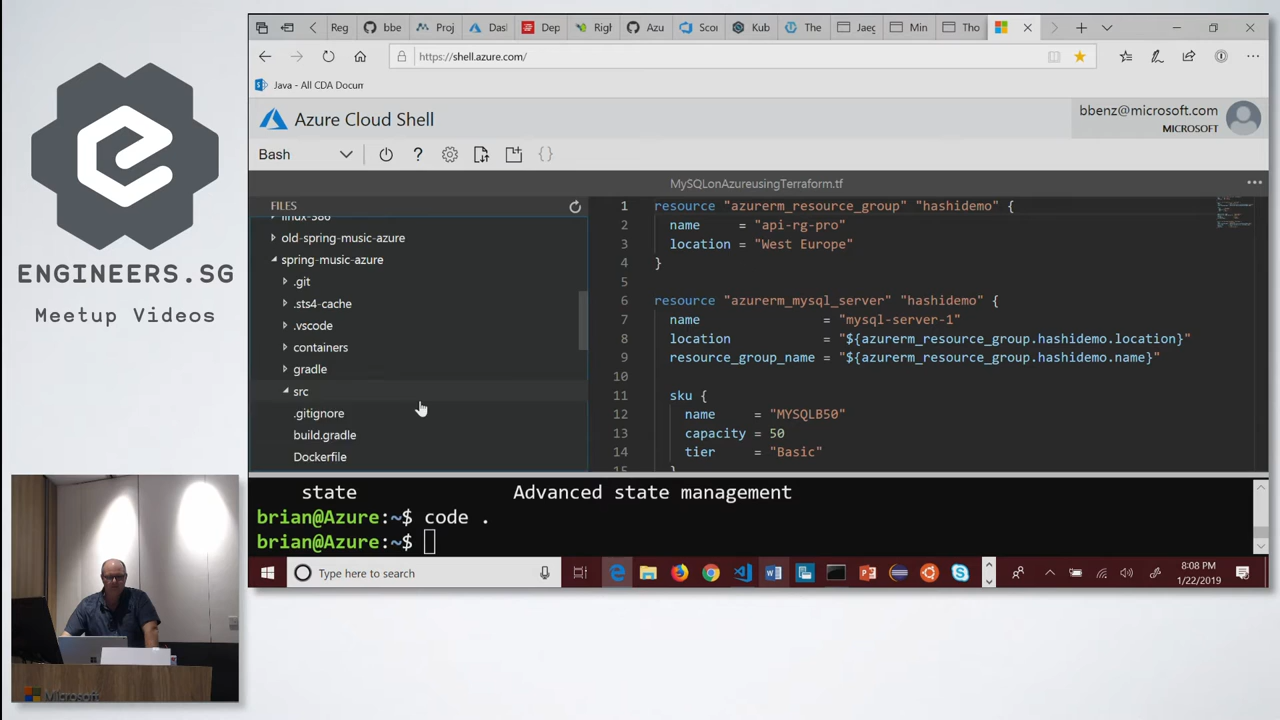 ENGINEERS.SG
Meetup Videos
Reg
bbe
Proj
Das
Dep
Righ
Azu
Scor
Kub
The
Jaeg
Min
Tho
https://shell.azure.com/
Java - All CDA Docum
Azure Cloud Shell
bbenz@microsoft.com
MICROSOFT
Bash
?
{}
MySQLonAzureusingTerraform.tf
FILES
linux-386
old-spring-music-azure
spring-music-azure
.git
.sts4-cache
.vscode
containers
gradle
src
.gitignore
build.gradle
Dockerfile
1 resource "azurerm_resource_group" "hashidemo" {
2 name = "api-rg-pro"
3 location = "West Europe"
4 }
5
6 resource "azurerm_mysql_server" "hashidemo" {
7 name = "mysql-server-1"
8 location = "${azurerm_resource_group.hashidemo.location}"
9 resource_group_name = "${azurerm_resource_group.hashidemo.name}"
10
11 sku {
12 name = "MYSQLB50"
13 capacity = 50
14 tier = "Basic"
15 }
state Advanced state management
brian@Azure:~$ code .
brian@Azure:~$
Type here to search
8:08 PM
1/22/2019
Microsoft